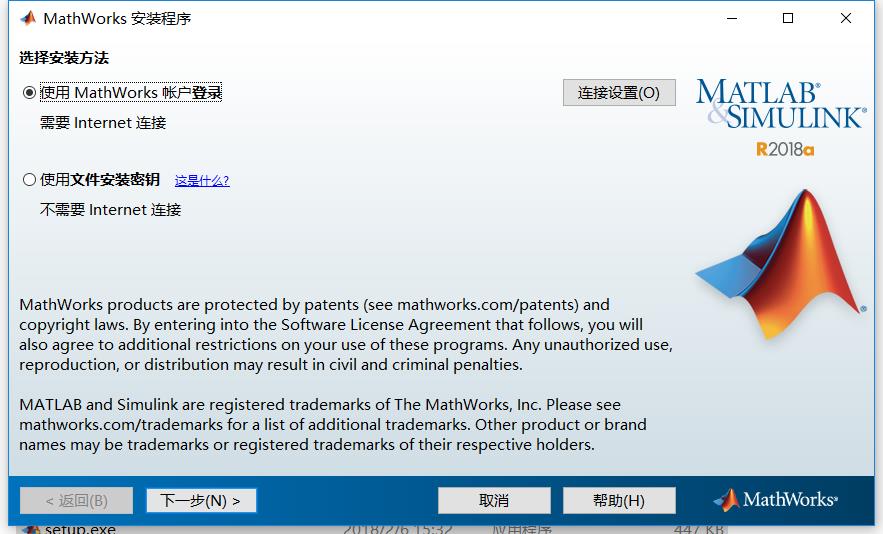 MathWorks 安装程序
选择安装方法
使用 MathWorks 帐户登录
连接设置(O)
需要 Internet 连接
MATLAB®
&SIMULINK®
R2018a
使用文件安装密钥 这是什么?
不需要 Internet 连接
MathWorks products are protected by patents (see mathworks.com/patents) and
copyright laws. By entering into the Software License Agreement that follows, you will
also agree to additional restrictions on your use of these programs. Any unauthorized use,
reproduction, or distribution may result in civil and criminal penalties.
MATLAB and Simulink are registered trademarks of The MathWorks, Inc. Please see
mathworks.com/trademarks for a list of additional trademarks. Other product or brand
names may be trademarks or registered trademarks of their respective holders.
< 返回(B) 下一步(N) > 取消 帮助(H) MathWorks®
setup.exe 2018/2/6 15:32 应用程序 447 KB